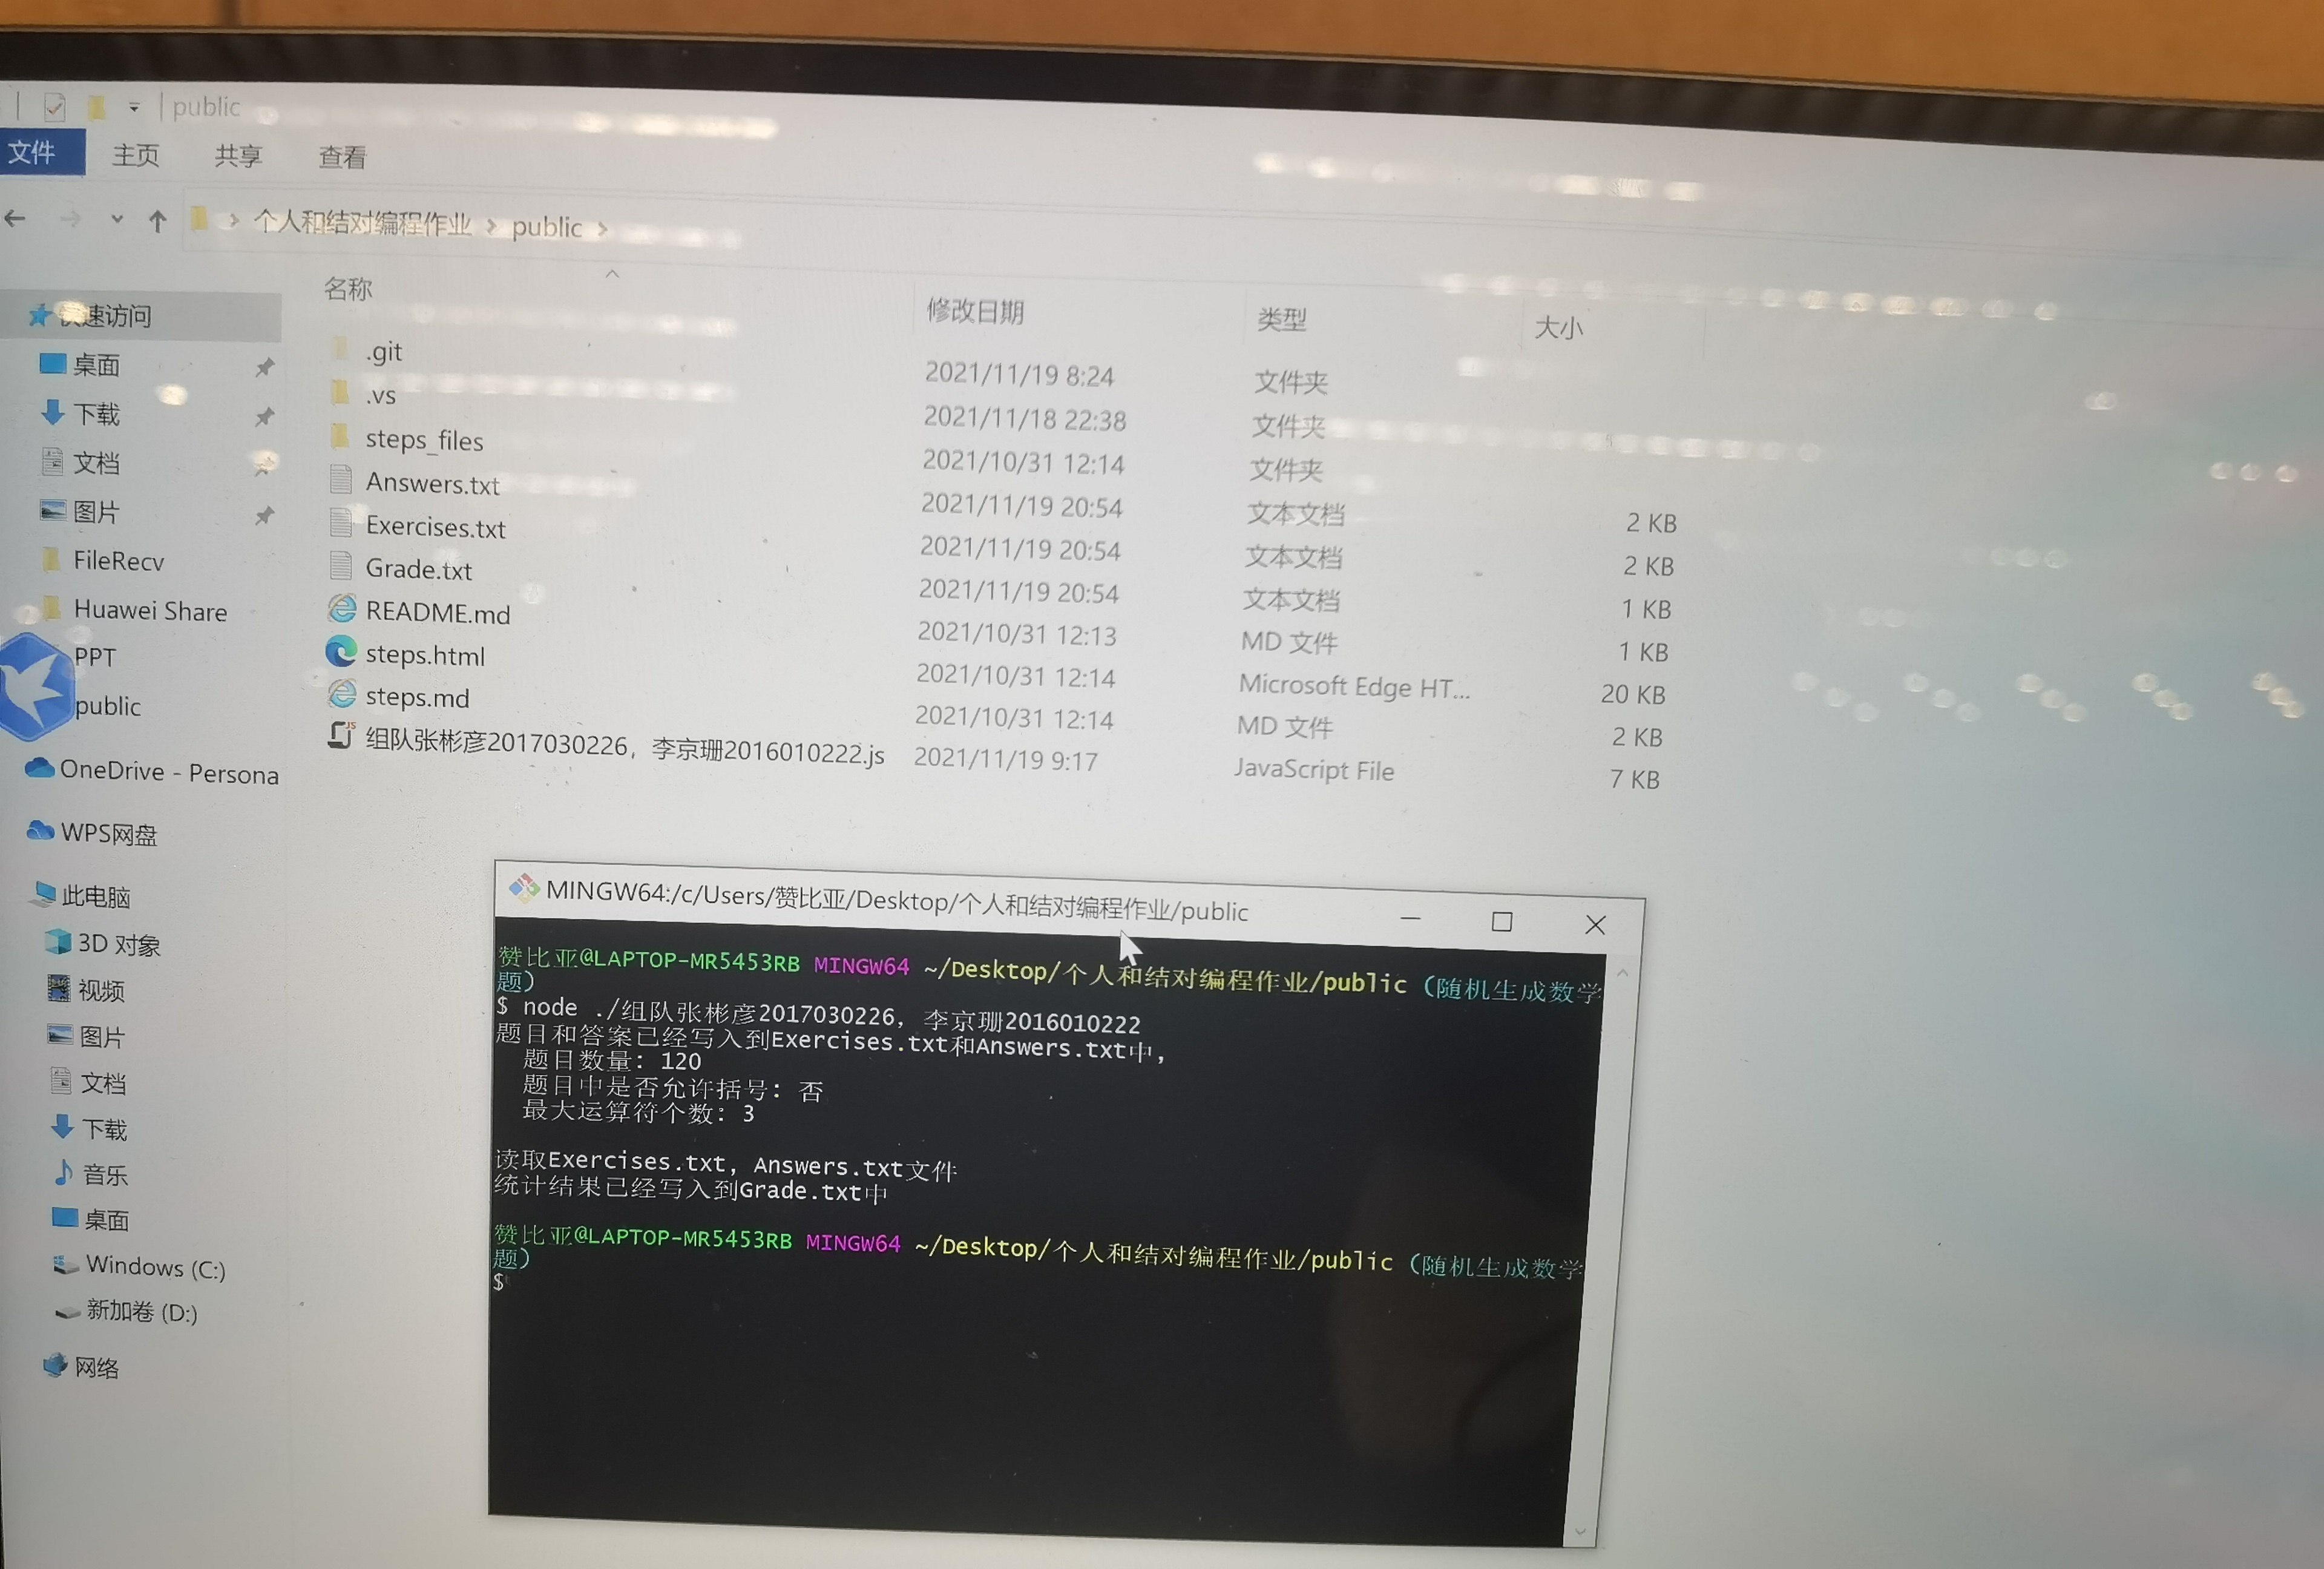 public
文件 主页 共享 查看
个人和结对编程作业 > public >
名称 修改日期 类型 大小
.git 2021/11/19 8:24 文件夹
.vs 2021/11/18 22:38 文件夹
steps_files 2021/10/31 12:14 文件夹
Answers.txt 2021/11/19 20:54 文本文档 2 KB
Exercises.txt 2021/11/19 20:54 文本文档 2 KB
Grade.txt 2021/11/19 20:54 文本文档 1 KB
README.md 2021/10/31 12:13 MD 文件 1 KB
steps.html 2021/10/31 12:14 Microsoft Edge HT... 20 KB
steps.md 2021/10/31 12:14 MD 文件 2 KB
组队张彬彦2017030226，李京珊2016010222.js 2021/11/19 9:17 JavaScript File 7 KB
快速访问
桌面
下载
文档
图片
FileRecv
Huawei Share
PPT
public
OneDrive - Persona
WPS网盘
此电脑
3D 对象
视频
图片
文档
下载
音乐
桌面
Windows (C:)
新加卷 (D:)
网络
MINGW64:/c/Users/赞比亚/Desktop/个人和结对编程作业/public
赞比亚@LAPTOP-MR5453RB MINGW64 ~/Desktop/个人和结对编程作业/public (随机生成数学
题)
$ node ./组队张彬彦2017030226，李京珊2016010222
题目和答案已经写入到Exercises.txt和Answers.txt中，
题目数量：120
题目中是否允许括号：否
最大运算符个数：3
读取Exercises.txt，Answers.txt文件
统计结果已经写入到Grade.txt中
赞比亚@LAPTOP-MR5453RB MINGW64 ~/Desktop/个人和结对编程作业/public (随机生成数学
题)
$